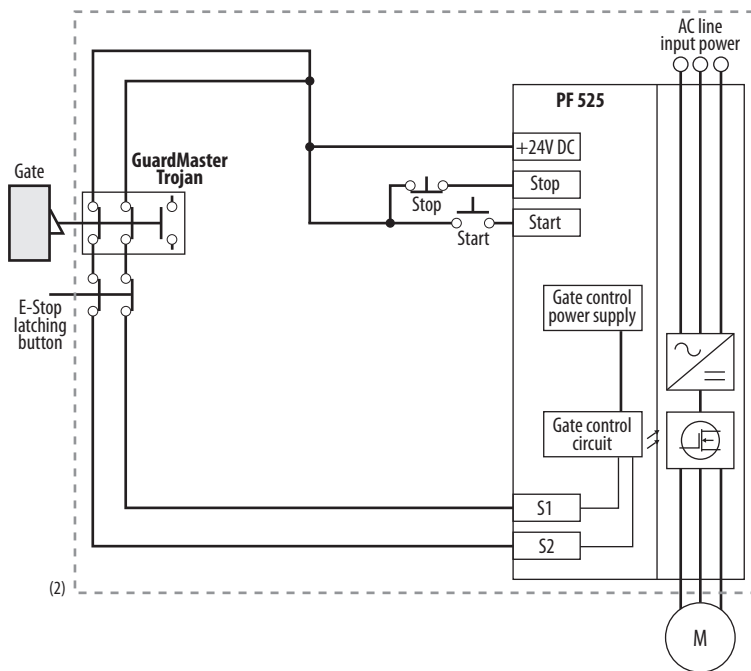 AC line
input power
PF 525
+24V DC
GuardMaster
Trojan
Gate
Stop
Stop
Start
Start
E-Stop
latching
button
Gate control
power supply
Gate control
circuit
S1
S2
(2)
M